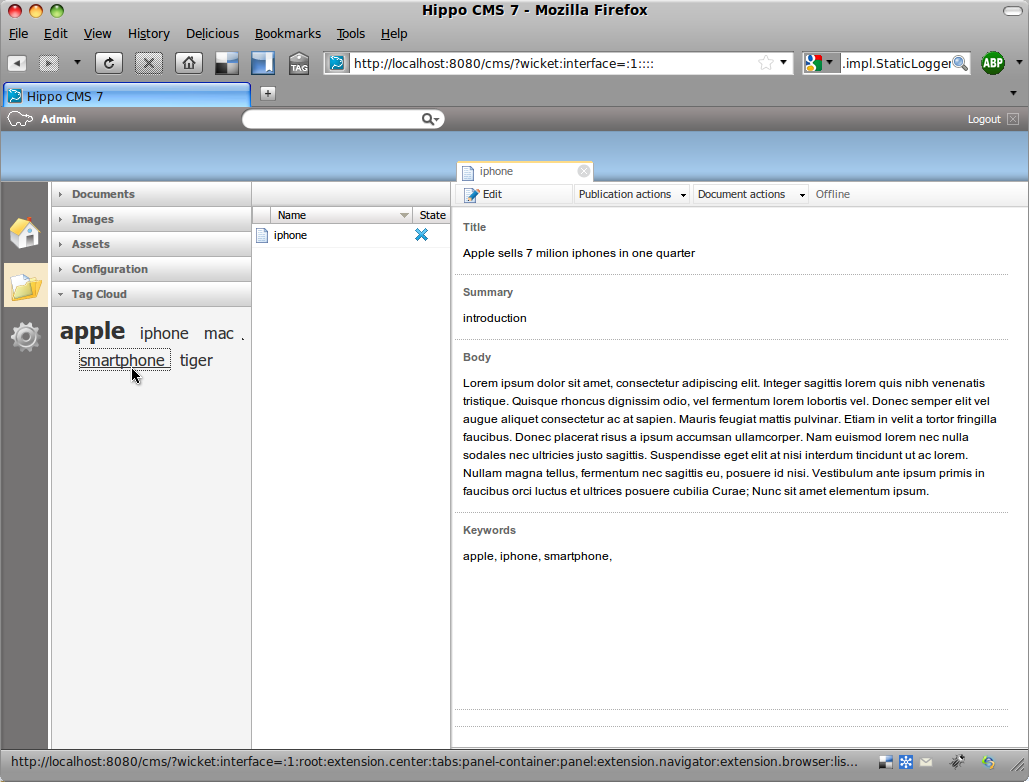 Hippo CMS 7 - Mozilla Firefox
File Edit View History Delicious Bookmarks Tools Help
TAG http://localhost:8080/cms/?wicket:interface=:1:::: .impl.StaticLogger ABP
Hippo CMS 7
Admin Logout
iphone
Documents Edit Publication actions Document actions Offline
Images
Assets
Configuration
Tag Cloud
apple iphone mac .
smartphone tiger
Name State
iphone
Title
Apple sells 7 milion iphones in one quarter
Summary
introduction
Body
Lorem ipsum dolor sit amet, consectetur adipiscing elit. Integer sagittis lorem quis nibh venenatis
tristique. Quisque rhoncus dignissim odio, vel fermentum lorem lobortis vel. Donec semper elit vel
augue aliquet consectetur ac at sapien. Mauris feugiat mattis pulvinar. Etiam in velit a tortor fringilla
faucibus. Donec placerat risus a ipsum accumsan ullamcorper. Nam euismod lorem nec nulla
sodales nec ultricies justo sagittis. Suspendisse eget elit at nisi interdum tincidunt ut ac lorem.
Nullam magna tellus, fermentum nec sagittis eu, posuere id nisi. Vestibulum ante ipsum primis in
faucibus orci luctus et ultrices posuere cubilia Curae; Nunc sit amet elementum ipsum.
Keywords
apple, iphone, smartphone,
http://localhost:8080/cms/?wicket:interface=:1:root:extension.center:tabs:panel-container:panel:extension.navigator:extension.browser:lis...